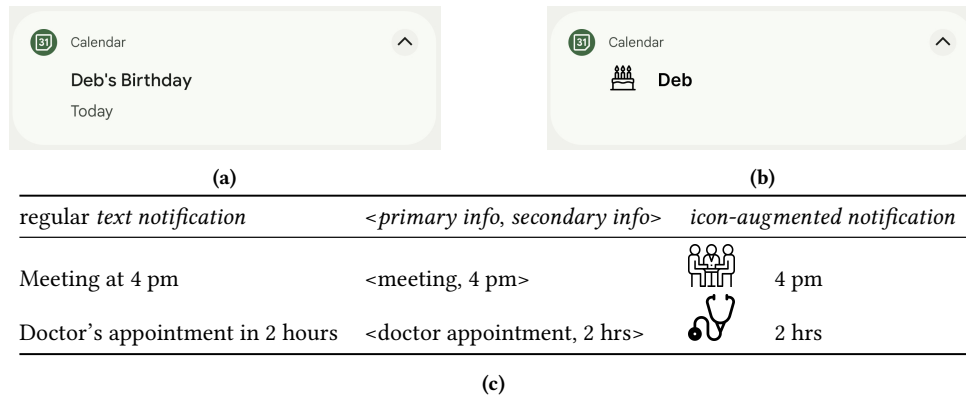 31 Calendar
Deb's Birthday
Today
(a)
31 Calendar
Deb
(b)
regular text notification <primary info, secondary info> icon-augmented notification
Meeting at 4 pm <meeting, 4 pm> 4 pm
Doctor's appointment in 2 hours <doctor appointment, 2 hrs> 2 hrs
(c)